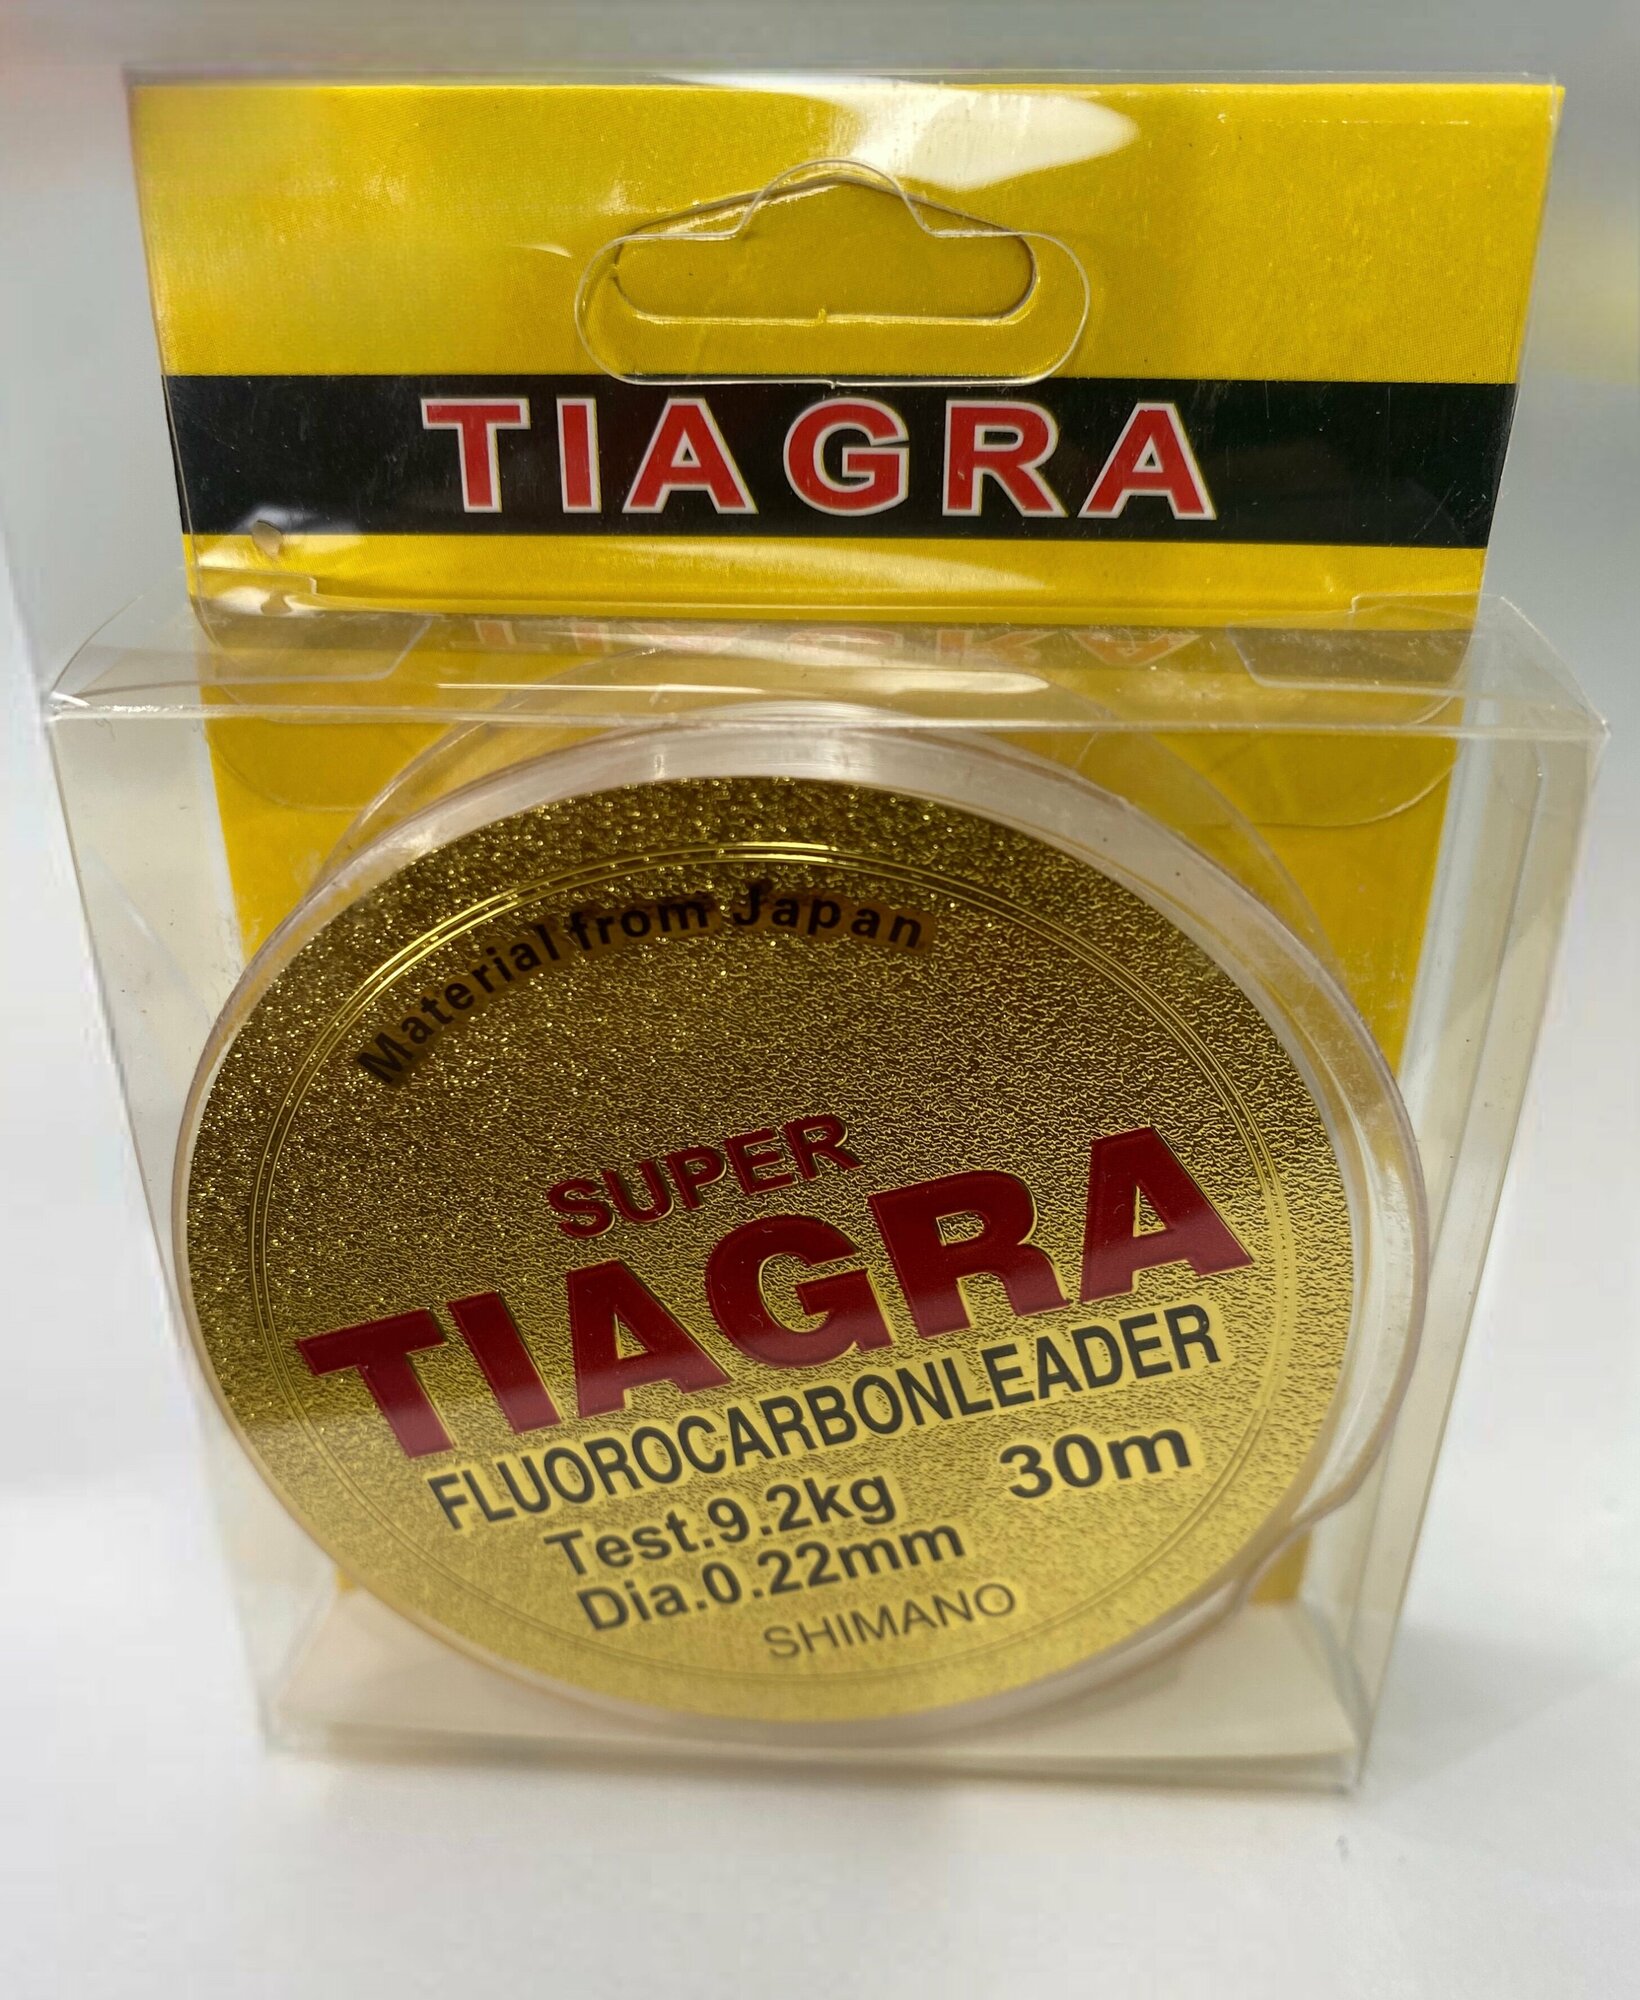 TIAGRA
Material from Japan
SUPER
TIAGRA
FLUOROCARBONLEADER
Test.9.2kg 30m
Dia.0.22mm
SHIMANO